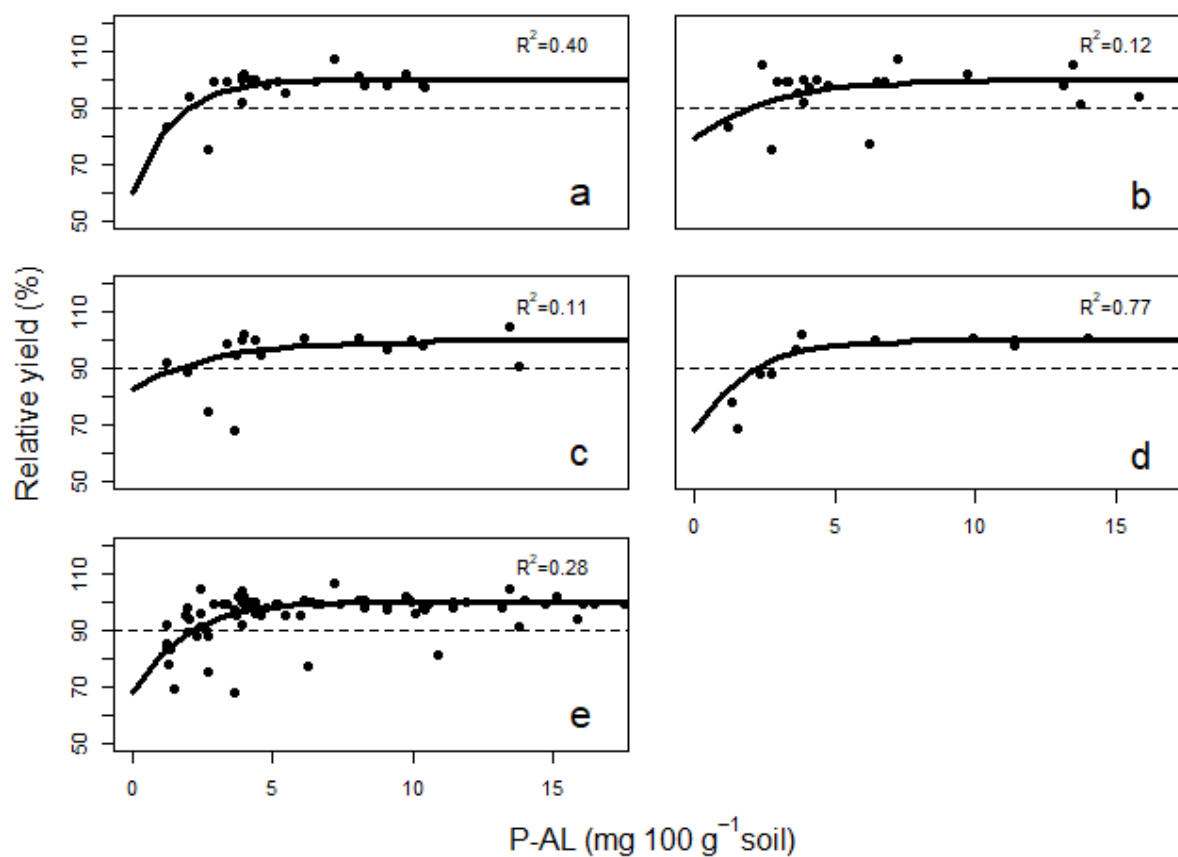 110
90
70
50
R²=0.40
a
R²=0.12
b
Relative yield (%)
110
90
70
50
R²=0.11
c
R²=0.77
d
0 5 10 15
110
90
70
50
R²=0.28
e
0 5 10 15
P-AL (mg 100 g⁻¹soil)